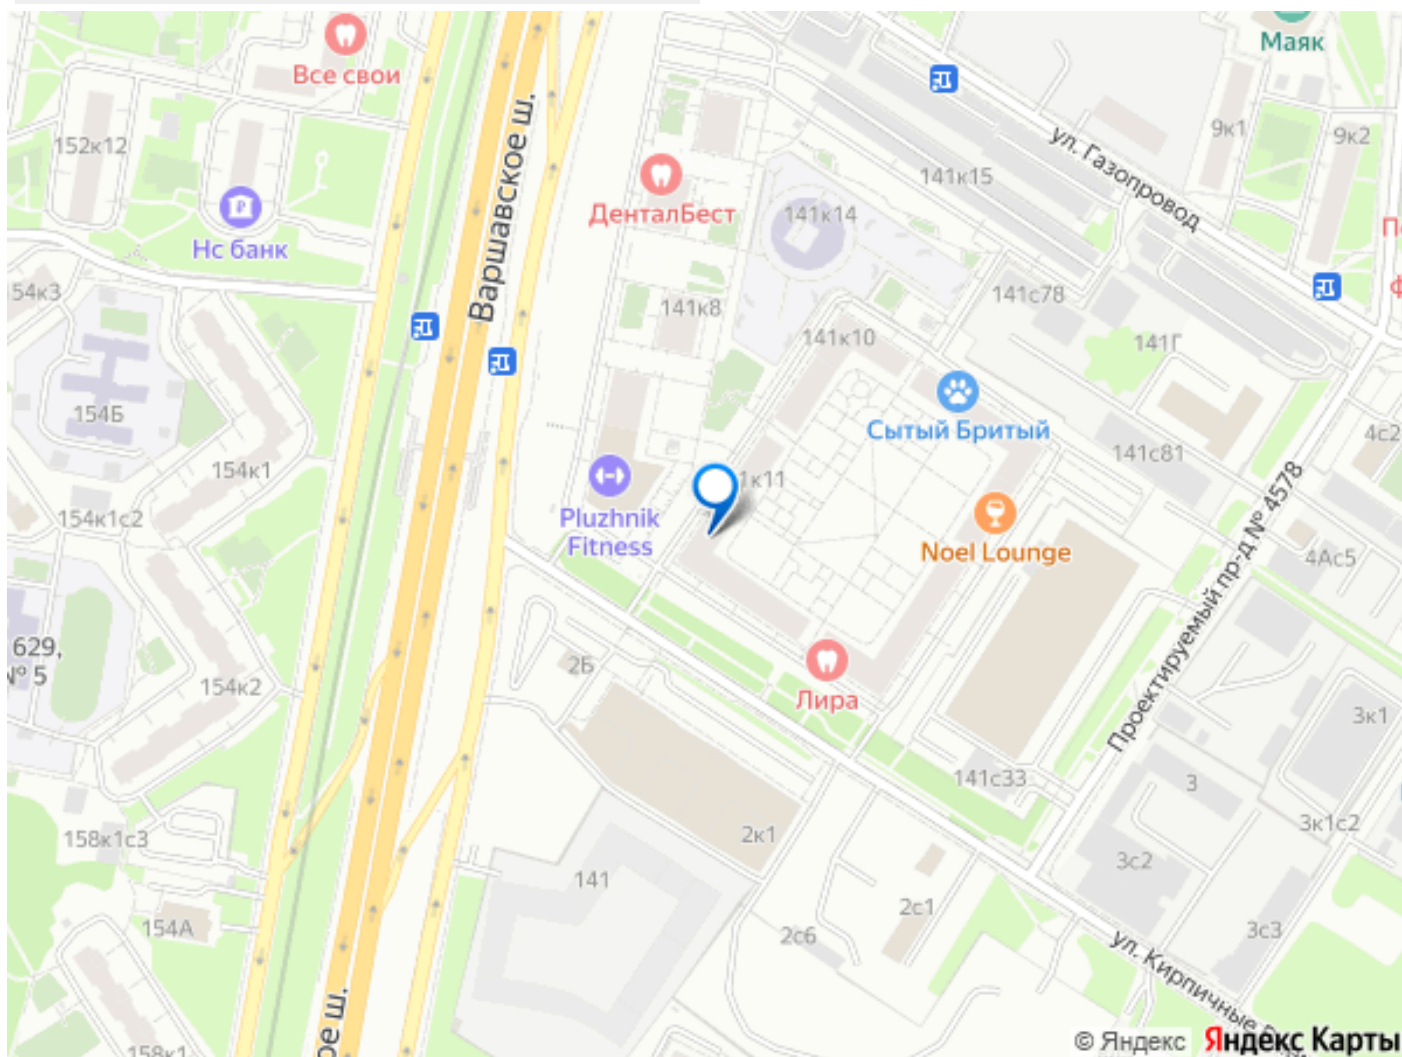 Маяк
Все свои
ул. Газопровод
9к1
9к2
152к12
Варшавское ш.
141к15
ДенталБест
141к14
Нс банк
54к3
141с78
141к8
141к10
141Г
154Б
Сытый Бритый
4с2
154к1
141с81
1к11
Pluzhnik
Fitness
154к1с2
Noel Lounge
Проектируемый пр-д № 4578
4Ас5
629,
№ 5
2Б
154к2
Лира
3к1
141с33
3
158к1с3
2к1
3к1с2
3с2
141
2с1
154А
2с6
3с3
ул. Кирпичные
ое ш.
158к1
© Яндекс
Яндекс Карты